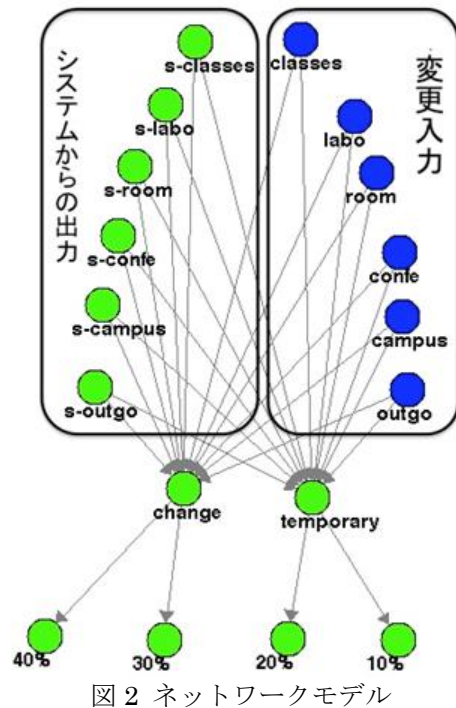 システムからの出力
s-classes
s-labo
s-room
s-confe
s-campus
s-outgo
変更入力
classes
labo
room
confe
campus
outgo
change
temporary
40%
30%
20%
10%
図 2 ネットワークモデル